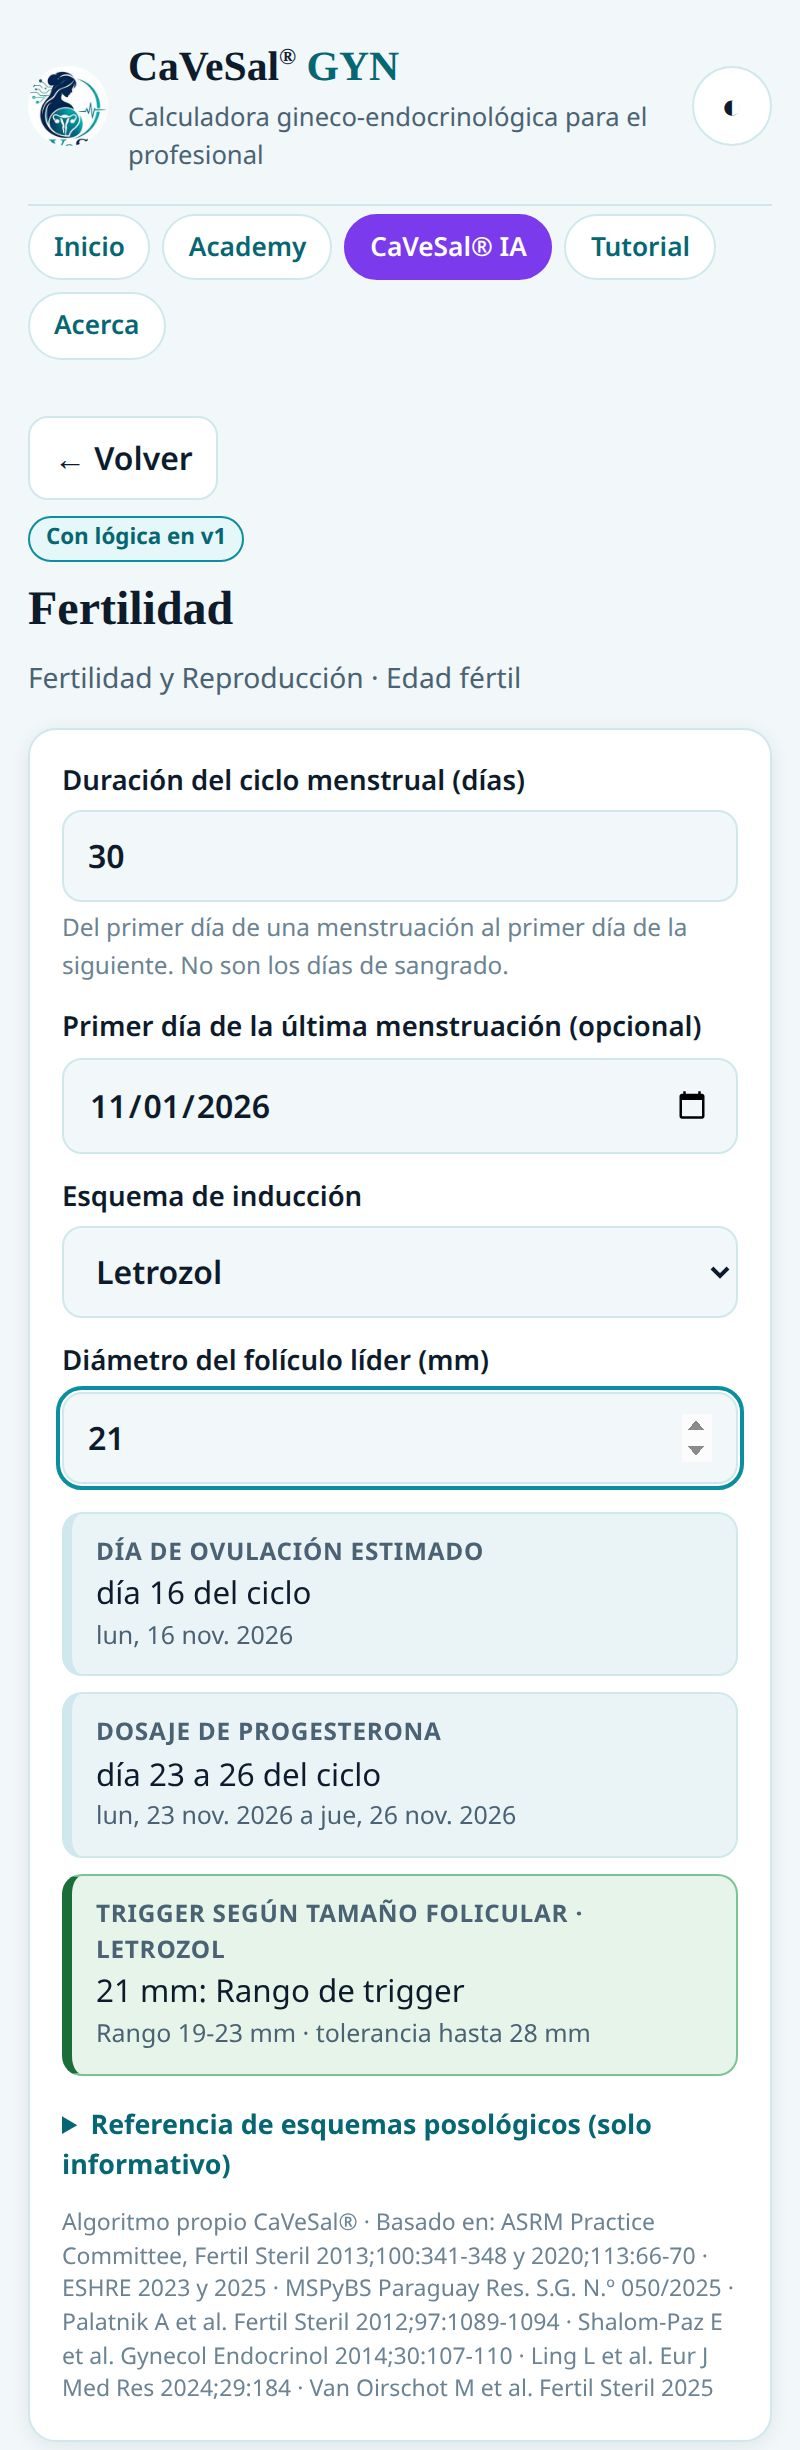 CaVeSal® GYN
Calculadora gineco-endocrinológica para el
profesional
Inicio
Academy
CaVeSal® IA
Tutorial
Acerca
← Volver
Con lógica en v1
Fertilidad
Fertilidad y Reproducción · Edad fértil
Duración del ciclo menstrual (días)
30
Del primer día de una menstruación al primer día de la
siguiente. No son los días de sangrado.
Primer día de la última menstruación (opcional)
11/01/2026
Esquema de inducción
Letrozol
Diámetro del folículo líder (mm)
21
DÍA DE OVULACIÓN ESTIMADO
día 16 del ciclo
lun, 16 nov. 2026
DOSAJE DE PROGESTERONA
día 23 a 26 del ciclo
lun, 23 nov. 2026 a jue, 26 nov. 2026
TRIGGER SEGÚN TAMAÑO FOLICULAR ·
LETROZOL
21 mm: Rango de trigger
Rango 19-23 mm · tolerancia hasta 28 mm
▶ Referencia de esquemas posológicos (solo
informativo)
Algoritmo propio CaVeSal® · Basado en: ASRM Practice
Committee, Fertil Steril 2013;100:341-348 y 2020;113:66-70 ·
ESHRE 2023 y 2025 · MSPyBS Paraguay Res. S.G. N.º 050/2025 ·
Palatnik A et al. Fertil Steril 2012;97:1089-1094 · Shalom-Paz E
et al. Gynecol Endocrinol 2014;30:107-110 · Ling L et al. Eur J
Med Res 2024;29:184 · Van Oirschot M et al. Fertil Steril 2025